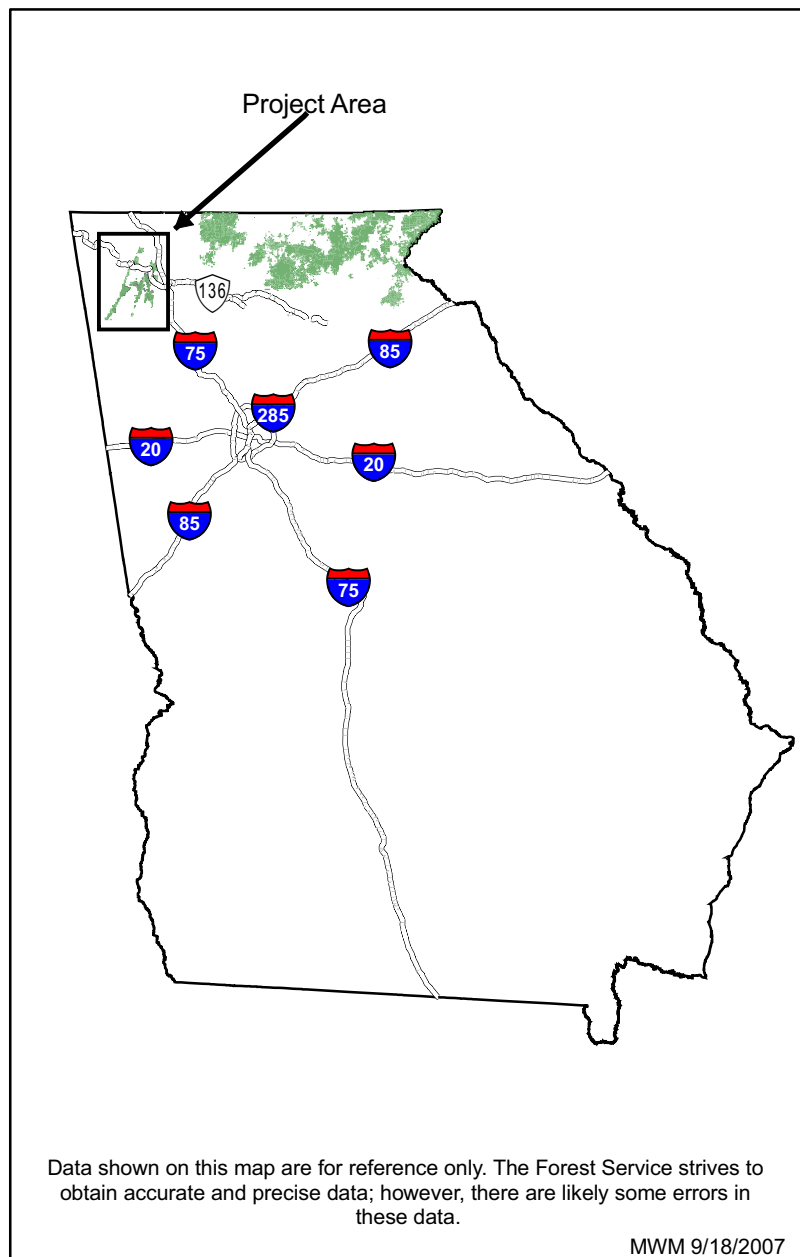 Project Area
136
75
85
285
20
20
85
75
Data shown on this map are for reference only. The Forest Service strives to
obtain accurate and precise data; however, there are likely some errors in
these data.
MWM 9/18/2007